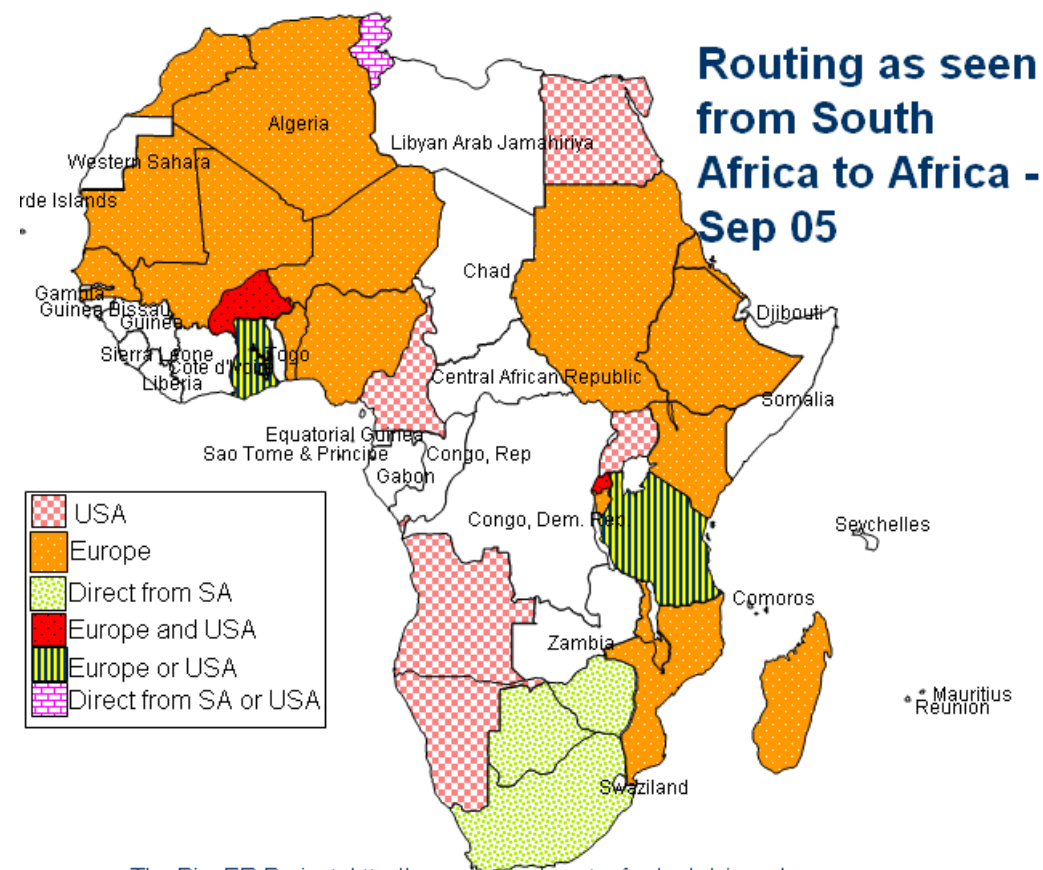 Routing as seen
from South
Africa to Africa -
Sep 05
Algeria
Libyan Arab Jamahiriya
Western Sahara
rde Islands
Chad
Gambia
Guinea Bissau
Guinea
Djibouti
Sierra Leone
Togo
Cote d'Ivoire
Liberia
Central African Republic
Somalia
Equatorial Guinea
Sao Tome & Principe
Congo, Rep
Gabon
Congo, Dem. Rep
Seychelles
Comoros
Zambia
Mauritius
Reunion
Swaziland
USA
Europe
Direct from SA
Europe and USA
Europe or USA
Direct from SA or USA